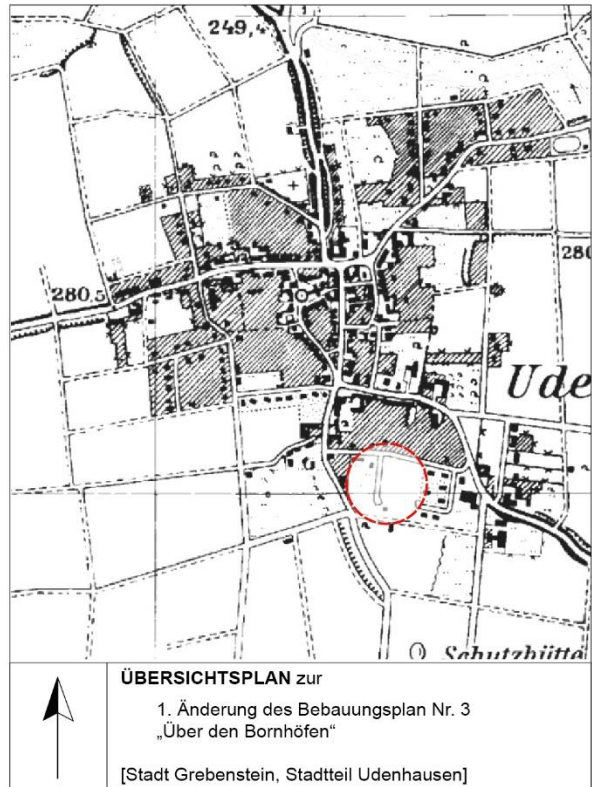 249,4
280,5
280
Ude
Schutzhütte
ÜBERSICHTSPLAN zur
1. Änderung des Bebauungsplan Nr. 3
„Über den Bornhöfen“
[Stadt Grebenstein, Stadtteil Udenhausen]